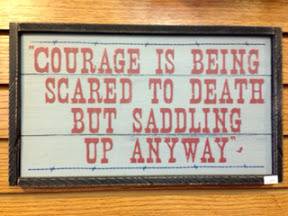 "COURAGE IS BEING
SCARED TO DEATH
BUT SADDLING
UP ANYWAY"